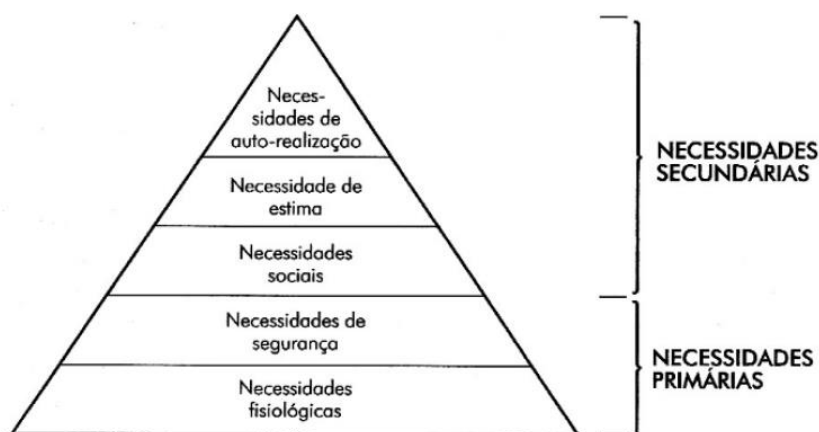 Neces-
sidades de
auto-realização
Necessidade de
estima
Necessidades
sociais
Necessidades de
segurança
Necessidades
fisiológicas
NECESSIDADES
SECUNDÁRIAS
NECESSIDADES
PRIMÁRIAS